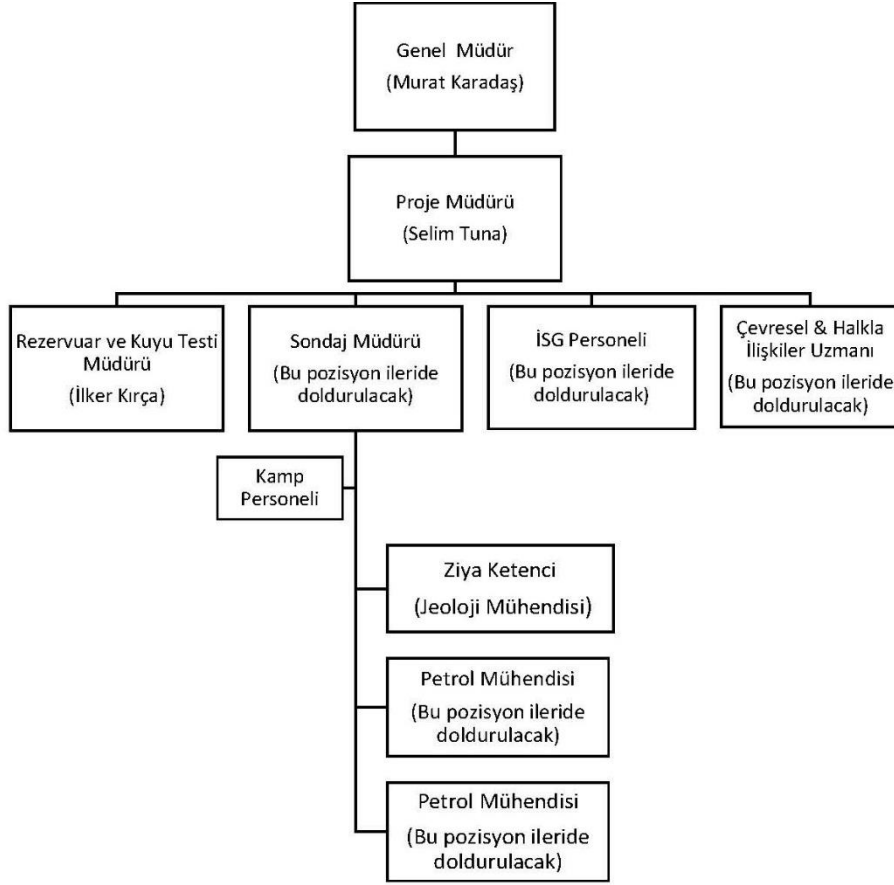 Genel Müdür
(Murat Karadaş)
Proje Müdürü
(Selim Tuna)
Rezervuar ve Kuyu Testi
Müdürü
(İlker Kırça)
Sondaj Müdürü
(Bu pozisyon ileride
doldurulacak)
İSG Personeli
(Bu pozisyon ileride
doldurulacak)
Çevresel & Halkla
İlişkiler Uzmanı
(Bu pozisyon ileride
doldurulacak)
Kamp
Personeli
Ziya Ketenci
(Jeoloji Mühendisi)
Petrol Mühendisi
(Bu pozisyon ileride
doldurulacak)
Petrol Mühendisi
(Bu pozisyon ileride
doldurulacak)